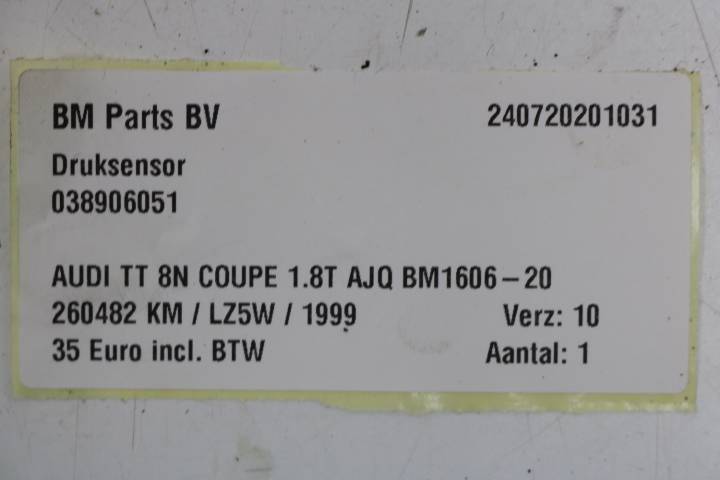 BM Parts BV 240720201031
Druksensor
038906051
AUDI TT 8N COUPE 1.8T AJQ BM1606-20
260482 KM / LZ5W / 1999 Verz: 10
35 Euro incl. BTW Aantal: 1